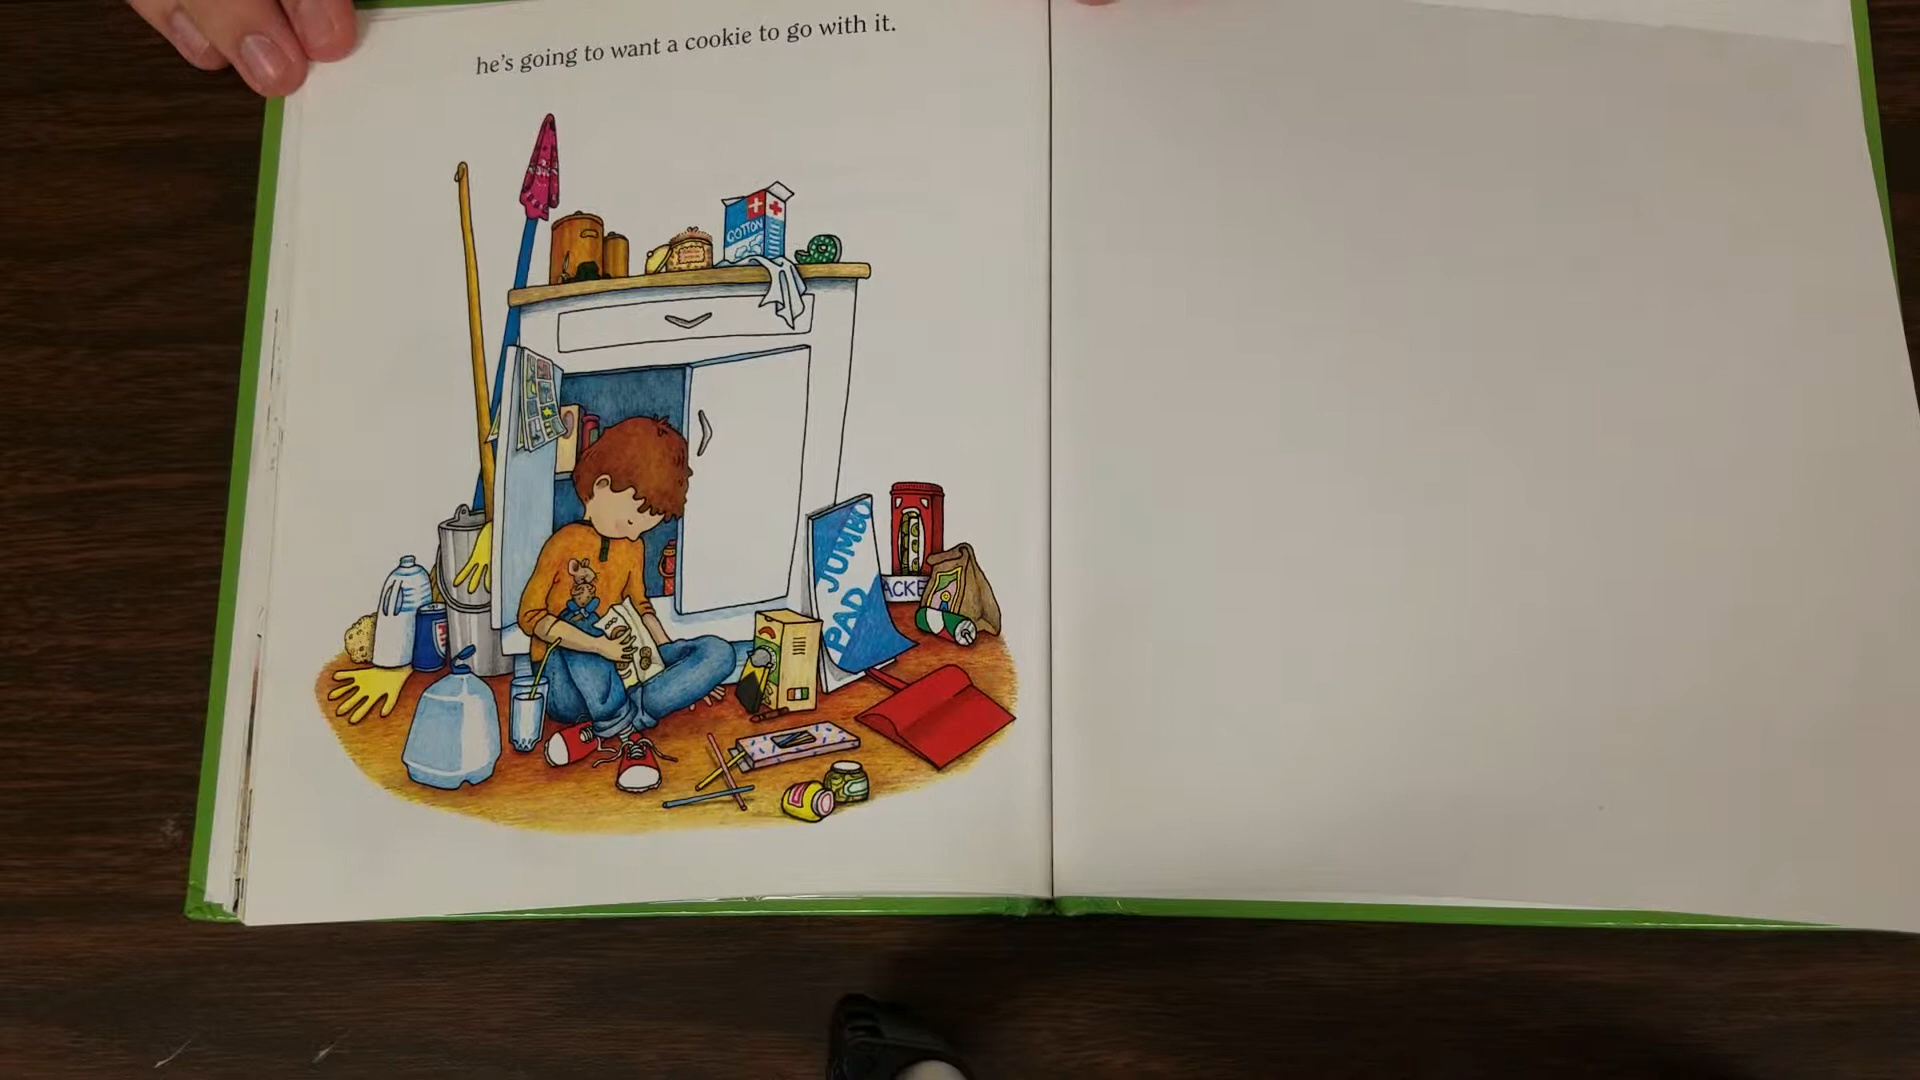 he's going to want a cookie to go with it.
COTTON
JUMBO
PAD
ACKE